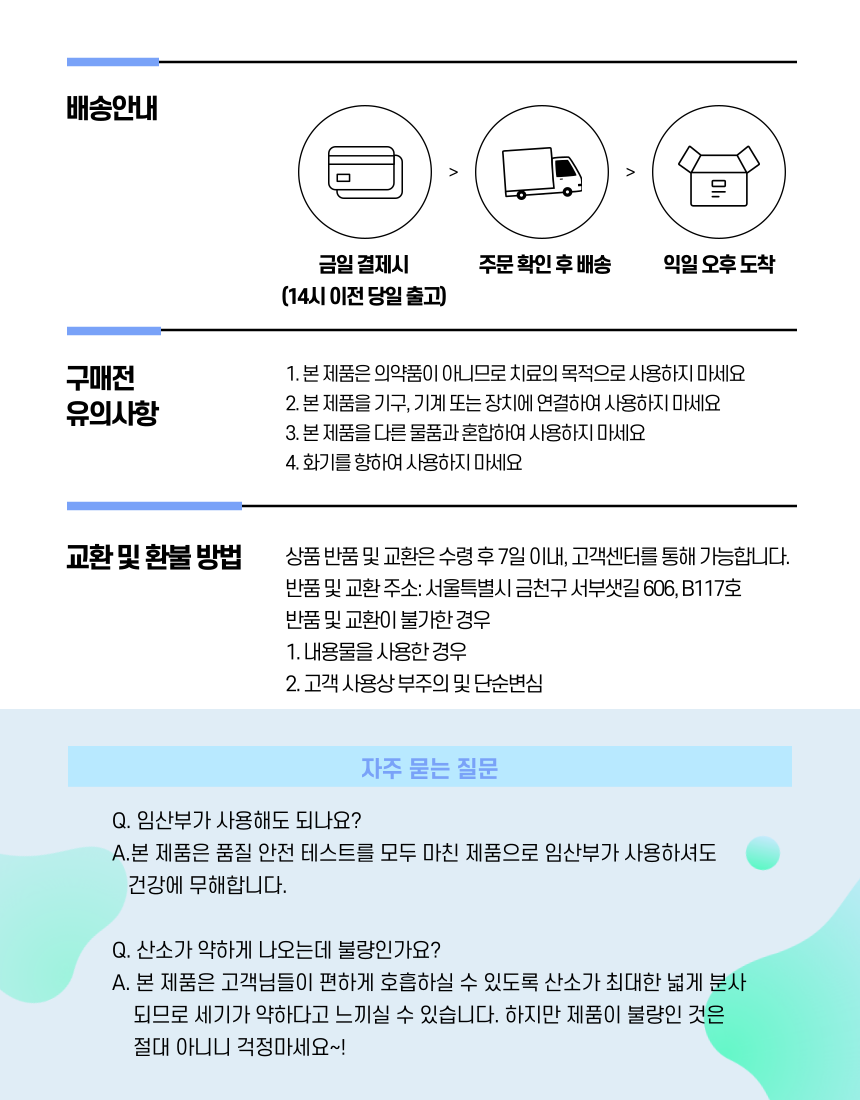 배송안내
>
>
금일 결제시
(14시 이전 당일 출고)
주문 확인 후 배송
익일 오후 도착
구매전
유의사항
1. 본 제품은 의약품이 아니므로 치료의 목적으로 사용하지 마세요
2. 본 제품을 기구, 기계 또는 장치에 연결하여 사용하지 마세요
3. 본 제품을 다른 물품과 혼합하여 사용하지 마세요
4. 화기를 향하여 사용하지 마세요
교환 및 환불 방법
상품 반품 및 교환은 수령 후 7일 이내, 고객센터를 통해 가능합니다.
반품 및 교환 주소: 서울특별시 금천구 서부샛길 606, B117호
반품 및 교환이 불가한 경우
1. 내용물을 사용한 경우
2. 고객 사용상 부주의 및 단순변심
자주 묻는 질문
Q. 임산부가 사용해도 되나요?
A.본 제품은 품질 안전 테스트를 모두 마친 제품으로 임산부가 사용하셔도
건강에 무해합니다.
Q. 산소가 약하게 나오는데 불량인가요?
A. 본 제품은 고객님들이 편하게 호흡하실 수 있도록 산소가 최대한 넓게 분사
되므로 세기가 약하다고 느끼실 수 있습니다. 하지만 제품이 불량인 것은
절대 아니니 걱정마세요~!